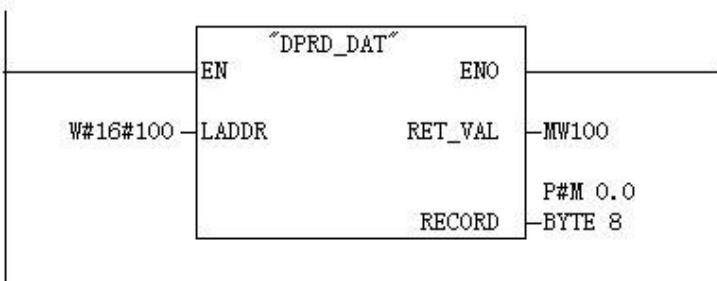 "DPRD_DAT"
EN ENO
W#16#100 LADDR RET_VAL MW100
P#M 0.0
RECORD BYTE 8